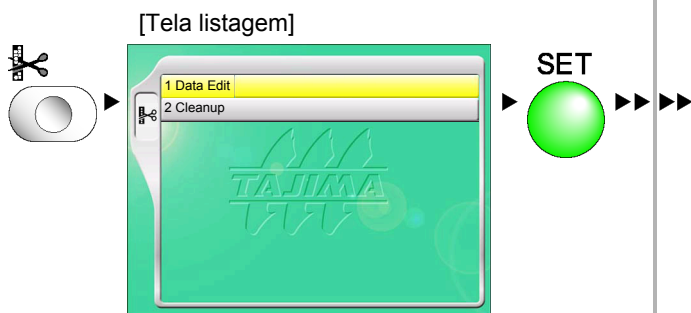 [Tela listagem]
SET
1 Data Edit
2 Cleanup
TAJIMA